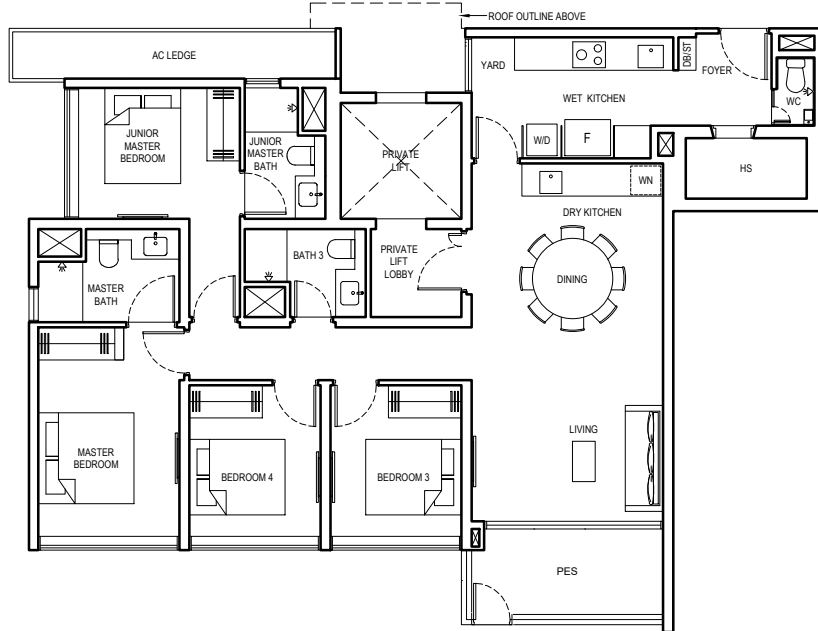 ROOF OUTLINE ABOVE
AC LEDGE
YARD
DB/ST
FOYER
WET KITCHEN
WC
JUNIOR
MASTER
BEDROOM
JUNIOR
MASTER
BATH
PRIVATE
LIFT
W/D
F
HS
WN
DRY KITCHEN
PRIVATE
LIFT
LOBBY
BATH 3
MASTER
BATH
DINING
LIVING
MASTER
BEDROOM
BEDROOM 4
BEDROOM 3
PES